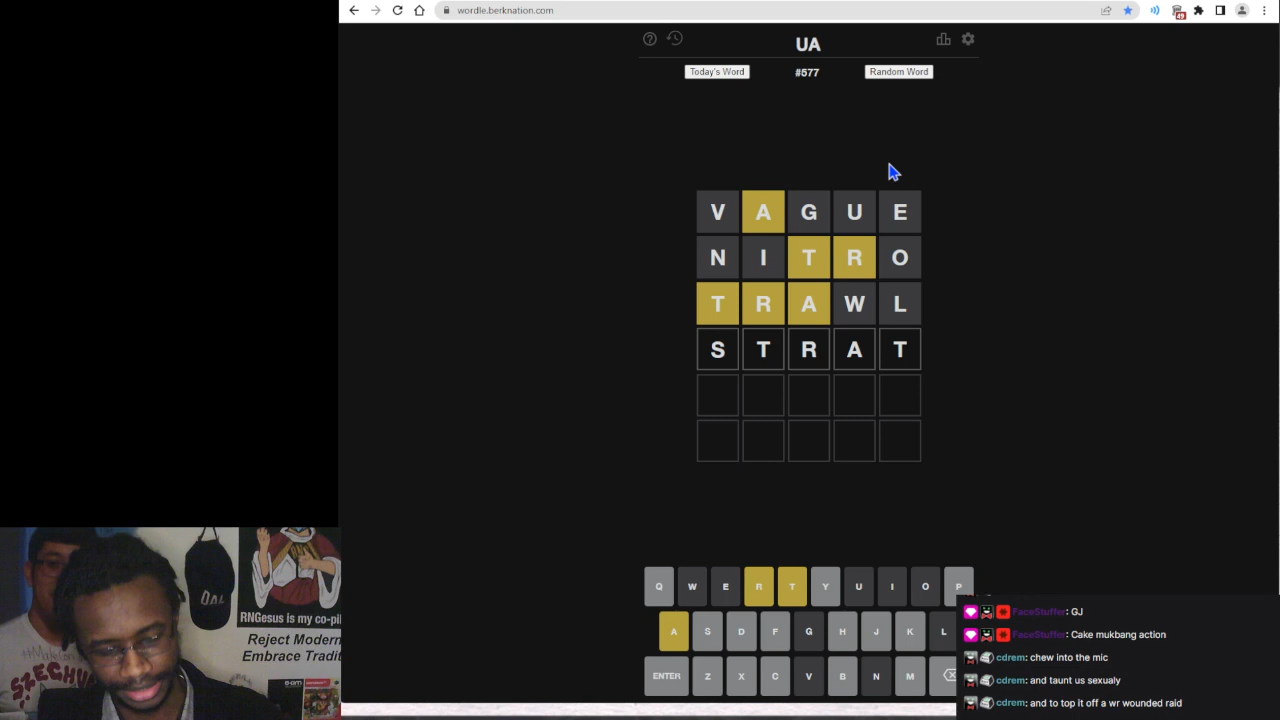 wordle.berknation.com
49
UA
Today's Word
#577
Random Word
V A G U E
N I T R O
T R A W L
S T R A T
Q W E R T Y U I O P
A S D F G H J K L
ENTER Z X C V B N M
FaceStuffer: GJ
FaceStuffer: Cake mukbang action
cdrem: chew into the mic
cdrem: and taunt us sexualy
cdrem: and to top it off a wr wounded raid
RNGesus is my co-pil
Reject Modern
Embrace Tradit